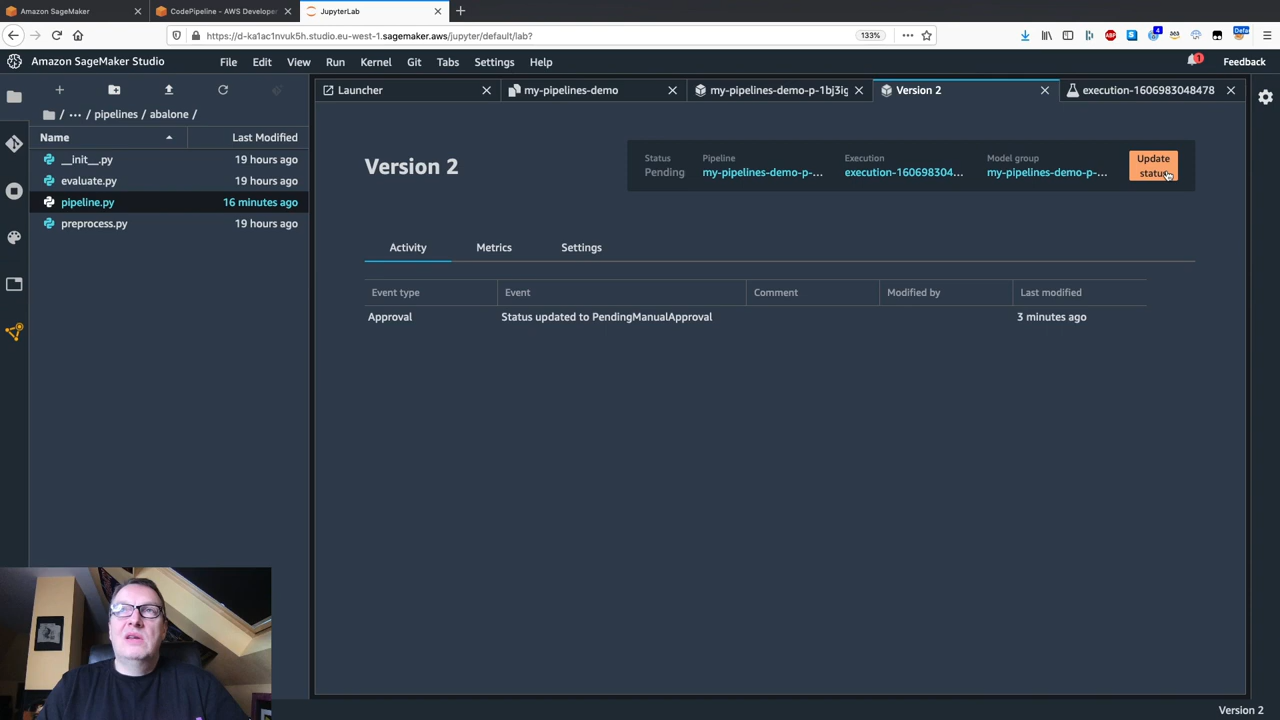 Amazon SageMaker
CodePipeline - AWS Develope
JupyterLab
https://d-ka1ac1nvuk5h.studio.eu-west-1.sagemaker.aws/jupyter/default/lab?
133%
4
ABP
aws
Defa
Amazon SageMaker Studio
File Edit View Run Kernel Git Tabs Settings Help
1
Feedback
/ ··· / pipelines / abalone /
Name Last Modified
__init__.py 19 hours ago
evaluate.py 19 hours ago
pipeline.py 16 minutes ago
preprocess.py 19 hours ago
Launcher
my-pipelines-demo
my-pipelines-demo-p-1bj3ig
Version 2
execution-1606983048478
Version 2
Status Pipeline Execution Model group
Pending my-pipelines-demo-p-... execution-160698304... my-pipelines-demo-p-...
Update
status
Activity Metrics Settings
Event type Event Comment Modified by Last modified
Approval Status updated to PendingManualApproval 3 minutes ago
Version 2